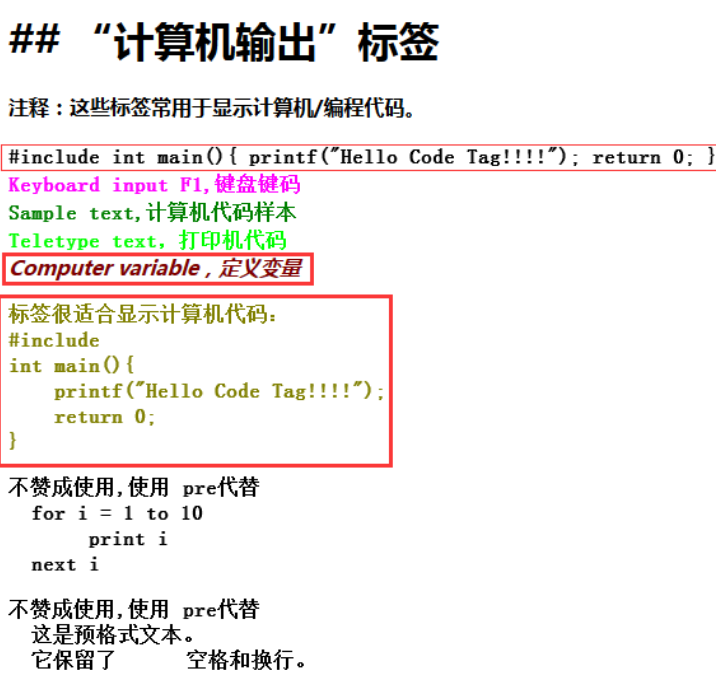 ## “计算机输出”标签
注释：这些标签常用于显示计算机/编程代码。
#include int main(){ printf("Hello Code Tag!!!!"); return 0; }
Keyboard input F1,键盘键码
Sample text,计算机代码样本
Teletype text, 打印机代码
Computer variable，定义变量
标签很适合显示计算机代码:
#include
int main(){
    printf("Hello Code Tag!!!!");
    return 0;
}
不赞成使用,使用 pre代替
  for i = 1 to 10
       print i
  next i
不赞成使用,使用 pre代替
  这是预格式文本。
  它保留了      空格和换行。